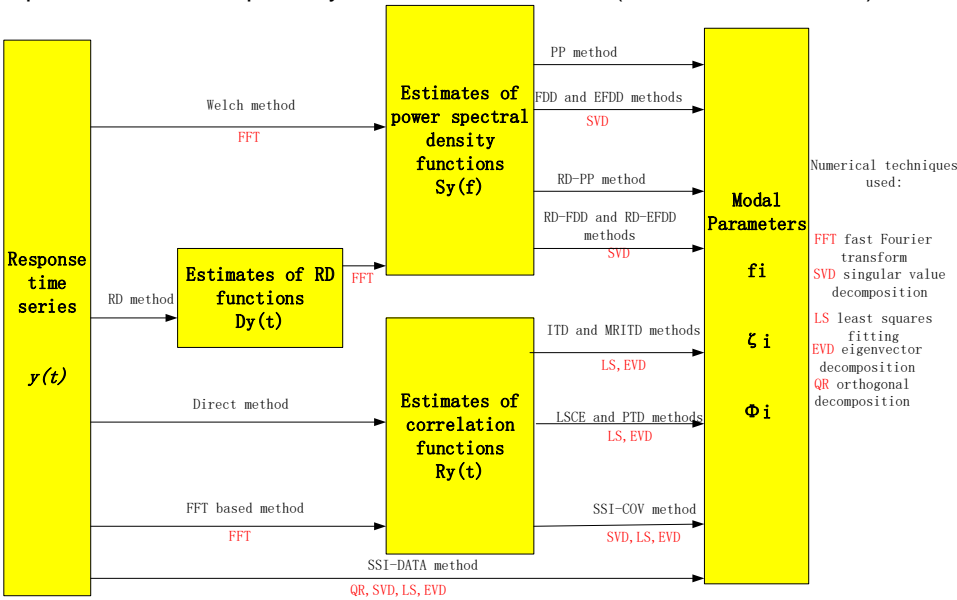 Response
time
series
y(t)
Welch method
FFT
RD method
Estimates of RD
functions
Dy(t)
FFT
Direct method
FFT based method
FFT
SSI-DATA method
QR, SVD, LS, EVD
Estimates of
power spectral
density
functions
Sy(f)
Estimates of
correlation
functions
Ry(t)
PP method
FDD and EFDD methods
SVD
RD-PP method
RD-FDD and RD-EFDD
methods
SVD
ITD and MRITD methods
LS, EVD
LSCE and PTD methods
LS, EVD
SSI-COV method
SVD, LS, EVD
Modal
Parameters
fi
ζi
Φi
Numerical techniques
used:
FFT fast Fourier
transform
SVD singular value
decomposition
LS least squares
fitting
EVD eigenvector
decomposition
QR orthogonal
decomposition